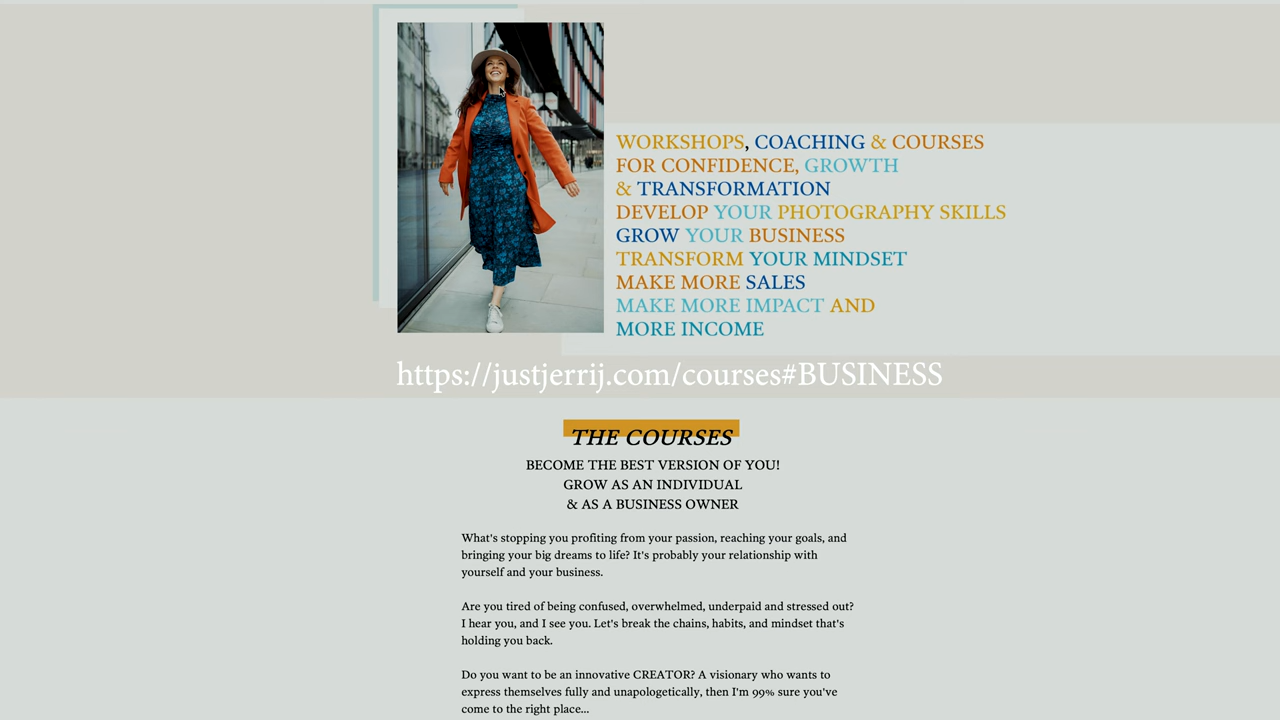 WORKSHOPS, COACHING & COURSES
FOR CONFIDENCE, GROWTH
& TRANSFORMATION
DEVELOP YOUR PHOTOGRAPHY SKILLS
GROW YOUR BUSINESS
TRANSFORM YOUR MINDSET
MAKE MORE SALES
MAKE MORE IMPACT AND
MORE INCOME
https://justjerrij.com/courses#BUSINESS
THE COURSES
BECOME THE BEST VERSION OF YOU!
GROW AS AN INDIVIDUAL
& AS A BUSINESS OWNER
What's stopping you profiting from your passion, reaching your goals, and
bringing your big dreams to life? It's probably your relationship with
yourself and your business.
Are you tired of being confused, overwhelmed, underpaid and stressed out?
I hear you, and I see you. Let's break the chains, habits, and mindset that's
holding you back.
Do you want to be an innovative CREATOR? A visionary who wants to
express themselves fully and unapologetically, then I'm 99% sure you've
come to the right place...